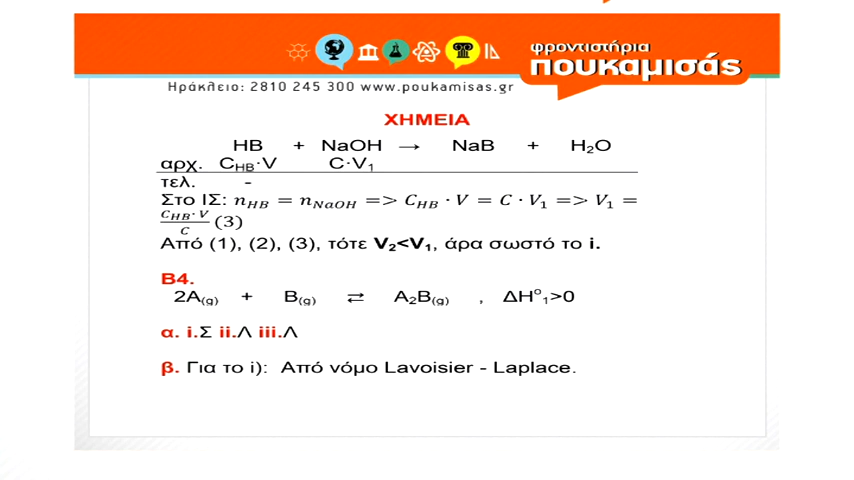 φροντιστήρια
πουκαμισάς
Ηράκλειο: 2810 245 300 www.poukamisas.gr
ΧΗΜΕΙΑ
HB + NaOH → NaB + H₂O
αρχ. C_HB·V C·V₁
τελ. -
Στο ΙΣ: n_HB = n_NaOH => C_HB · V = C · V₁ => V₁ =
C_HB·V/C (3)
Από (1), (2), (3), τότε V₂<V₁, άρα σωστό το i.
Β4.
2A(g) + B(g) ⇄ A₂B(g) , ΔΗ°₁>0
α. i.Σ ii.Λ iii.Λ
β. Για το i): Από νόμο Lavoisier - Laplace.